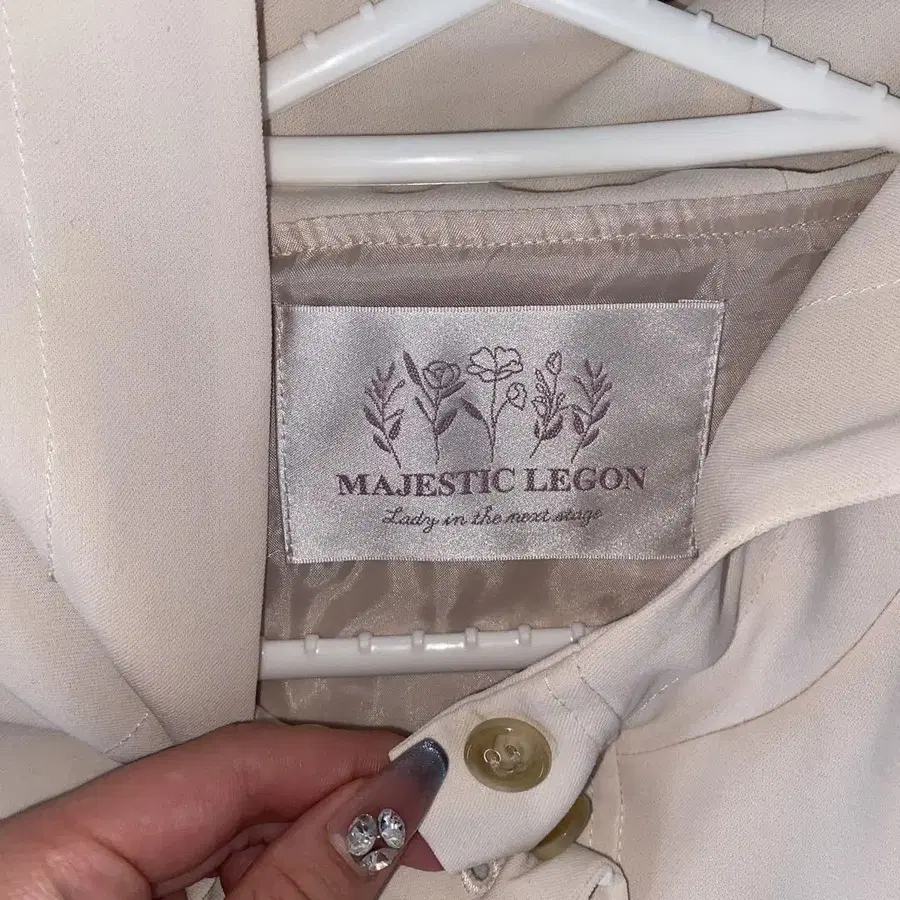 MAJESTIC LEGON
Lady in the next stage